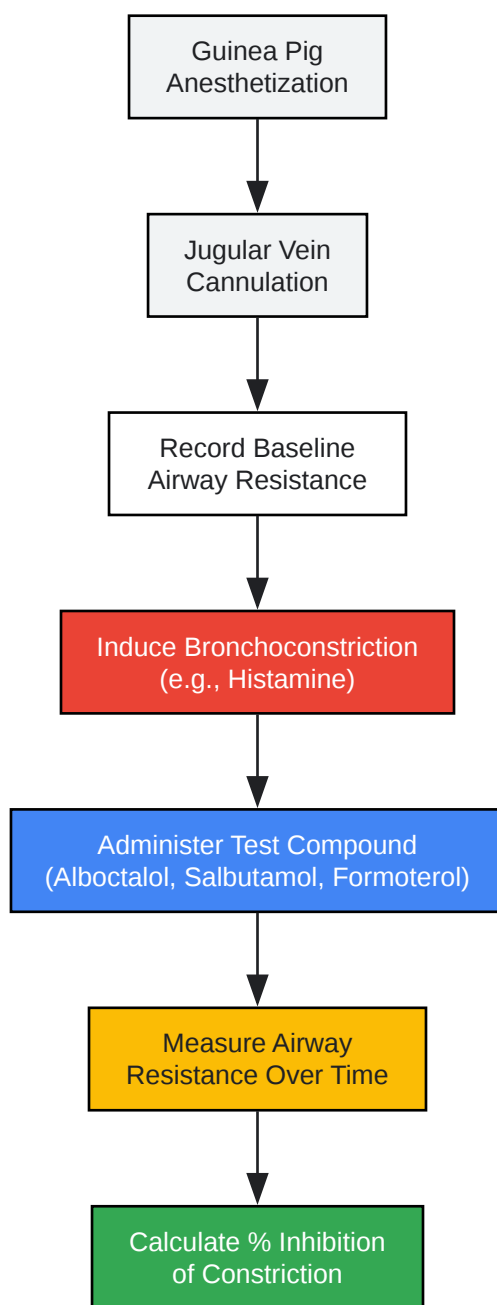 Guinea Pig
Anesthetization
Jugular Vein
Cannulation
Record Baseline
Airway Resistance
Induce Bronchoconstriction
(e.g., Histamine)
Administer Test Compound
(Alboctalol, Salbutamol, Formoterol)
Measure Airway
Resistance Over Time
Calculate % Inhibition
of Constriction